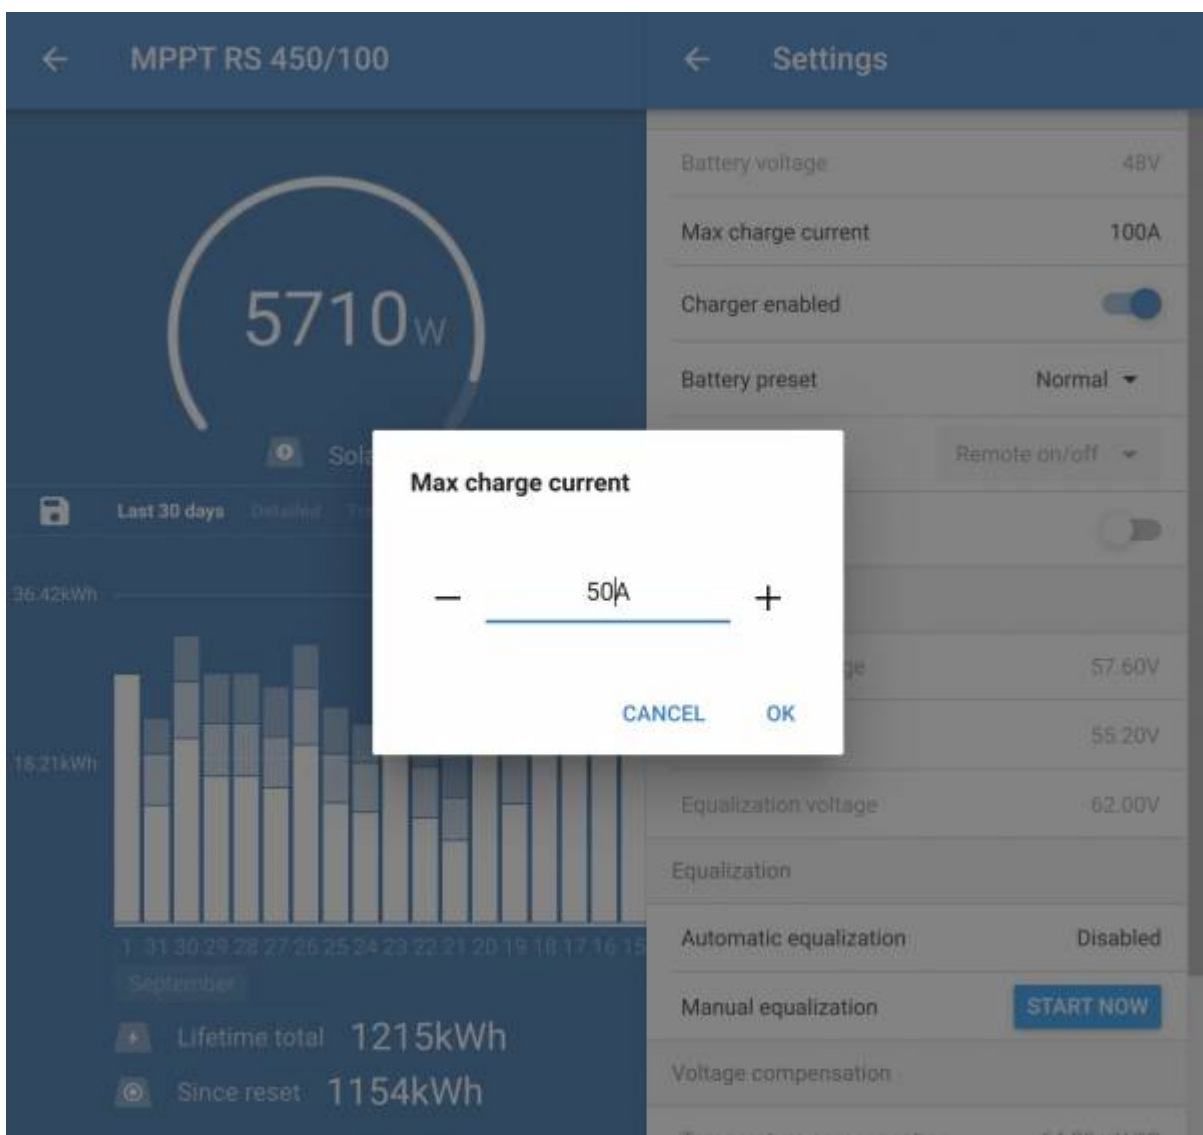 MPPT RS 450/100
5710W
Sola
Last 30 days Detailed
36.42kWh
18.21kWh
1 31 30 29 28 27 26 25 24 23 22 21 20 19 18 17 16 15
September
Lifetime total 1215kWh
Since reset 1154kWh
Settings
Battery voltage 48V
Max charge current 100A
Charger enabled
Battery preset Normal
Remote on/off
57.60V
55.20V
Equalization voltage 62.00V
Equalization
Automatic equalization Disabled
Manual equalization START NOW
Voltage compensation
Max charge current
50A
CANCEL OK